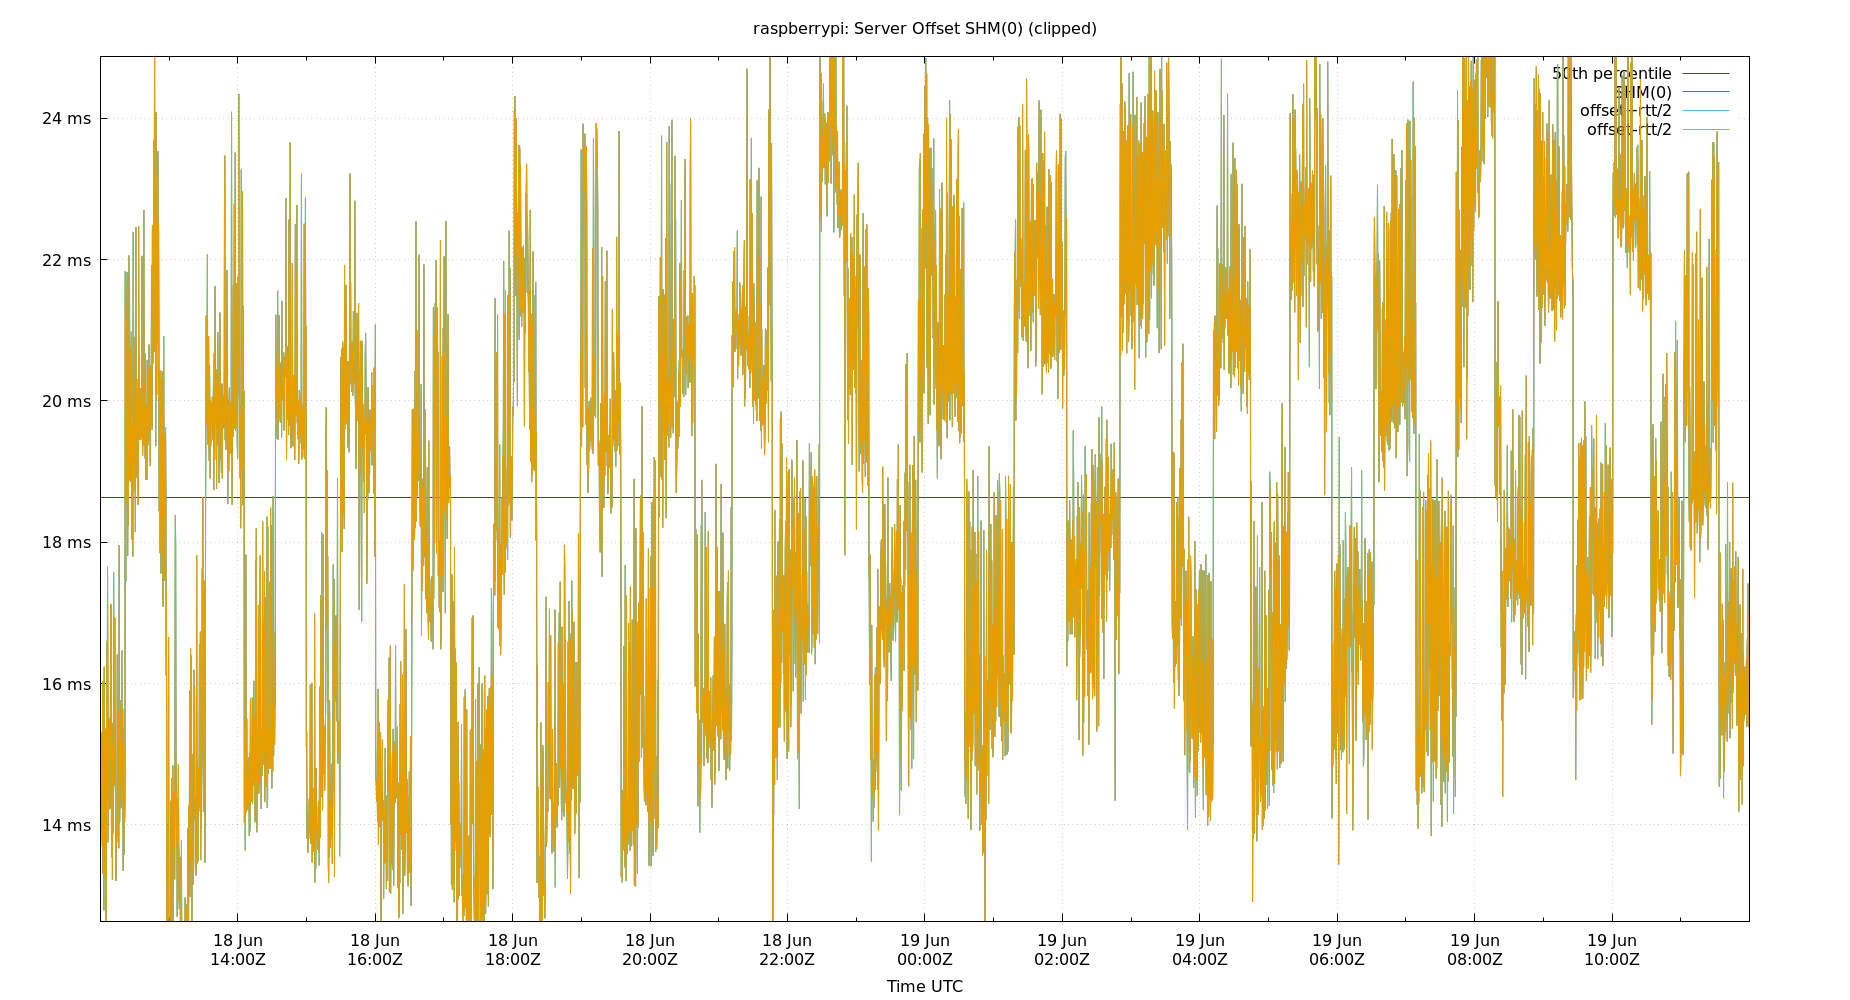 raspberrypi: Server Offset SHM(0) (clipped)
24 ms
22 ms
20 ms
18 ms
16 ms
14 ms
50th percentile
SHM(0)
offset+rtt/2
offset-rtt/2
18 Jun 14:00Z
18 Jun 16:00Z
18 Jun 18:00Z
18 Jun 20:00Z
18 Jun 22:00Z
19 Jun 00:00Z
19 Jun 02:00Z
19 Jun 04:00Z
19 Jun 06:00Z
19 Jun 08:00Z
19 Jun 10:00Z
Time UTC